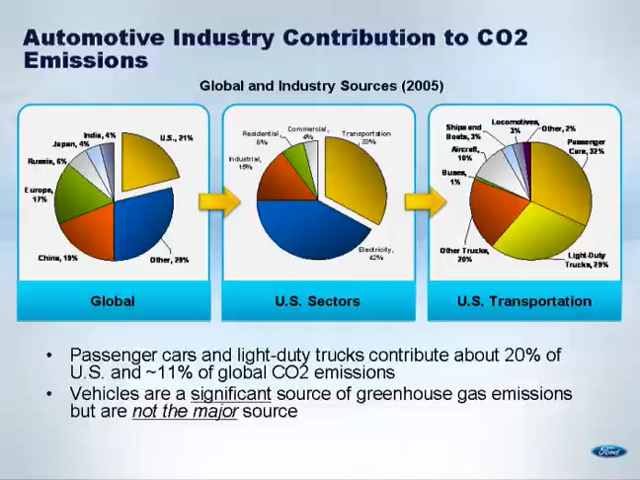 Automotive Industry Contribution to CO2
Emissions
Global and Industry Sources (2005)
India, 4%
Japan, 4%
Russia, 6%
Europe,
17%
China, 19%
Other, 29%
U.S., 21%
Global
Residential,
6%
Commercial,
4%
Transportation
33%
Industrial,
15%
Electricity,
42%
U.S. Sectors
Ships and
Boats, 3%
Locomotives,
3%
Other, 2%
Passenger
Cars, 32%
Aircraft,
10%
Buses,
1%
Other Trucks,
20%
Light-Duty
Trucks, 29%
U.S. Transportation
• Passenger cars and light-duty trucks contribute about 20% of
U.S. and ~11% of global CO2 emissions
• Vehicles are a significant source of greenhouse gas emissions
but are not the major source
Ford